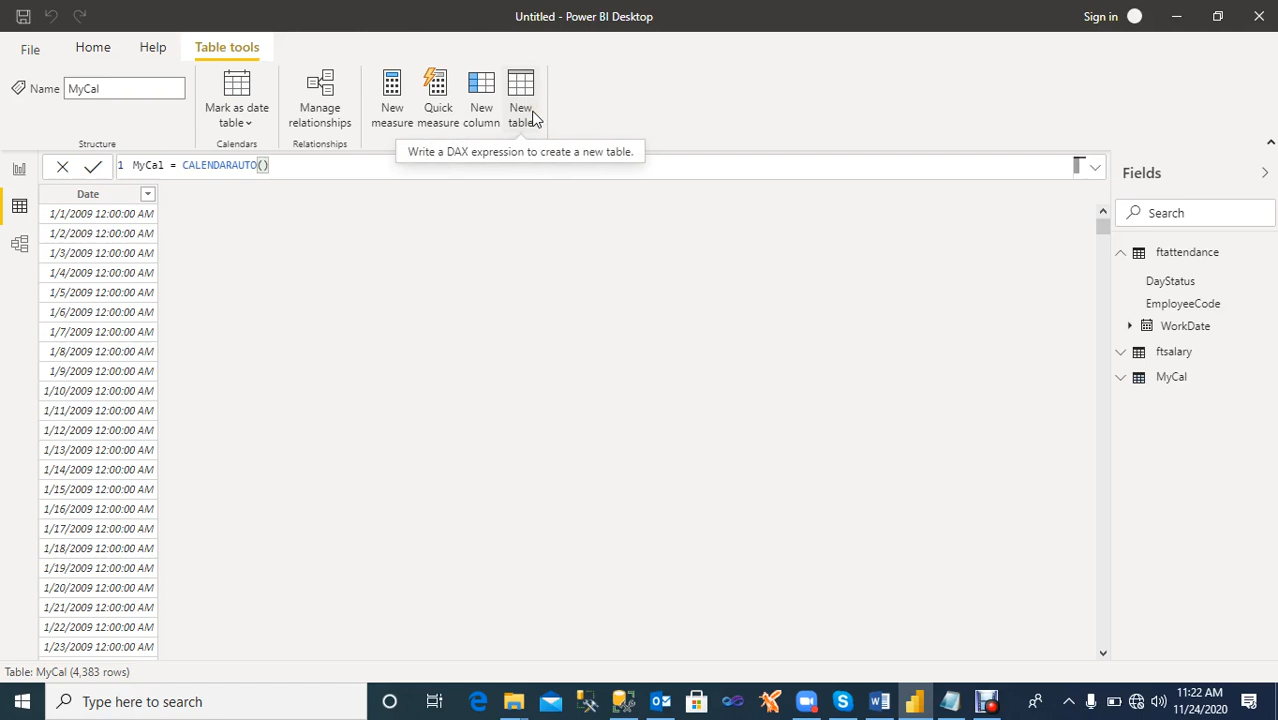 Untitled - Power BI Desktop
Sign in
File
Home
Help
Table tools
Name
MyCal
Mark as date
table
Manage
relationships
New
measure
Quick
measure
New
column
New
table
Structure
Calendars
Relationships
Write a DAX expression to create a new table.
1 MyCal = CALENDARAUTO()
Date
1/1/2009 12:00:00 AM
1/2/2009 12:00:00 AM
1/3/2009 12:00:00 AM
1/4/2009 12:00:00 AM
1/5/2009 12:00:00 AM
1/6/2009 12:00:00 AM
1/7/2009 12:00:00 AM
1/8/2009 12:00:00 AM
1/9/2009 12:00:00 AM
1/10/2009 12:00:00 AM
1/11/2009 12:00:00 AM
1/12/2009 12:00:00 AM
1/13/2009 12:00:00 AM
1/14/2009 12:00:00 AM
1/15/2009 12:00:00 AM
1/16/2009 12:00:00 AM
1/17/2009 12:00:00 AM
1/18/2009 12:00:00 AM
1/19/2009 12:00:00 AM
1/20/2009 12:00:00 AM
1/21/2009 12:00:00 AM
1/22/2009 12:00:00 AM
1/23/2009 12:00:00 AM
Fields
Search
ftattendance
DayStatus
EmployeeCode
WorkDate
ftsalary
MyCal
Table: MyCal (4,383 rows)
Type here to search
11:22 AM
11/24/2020